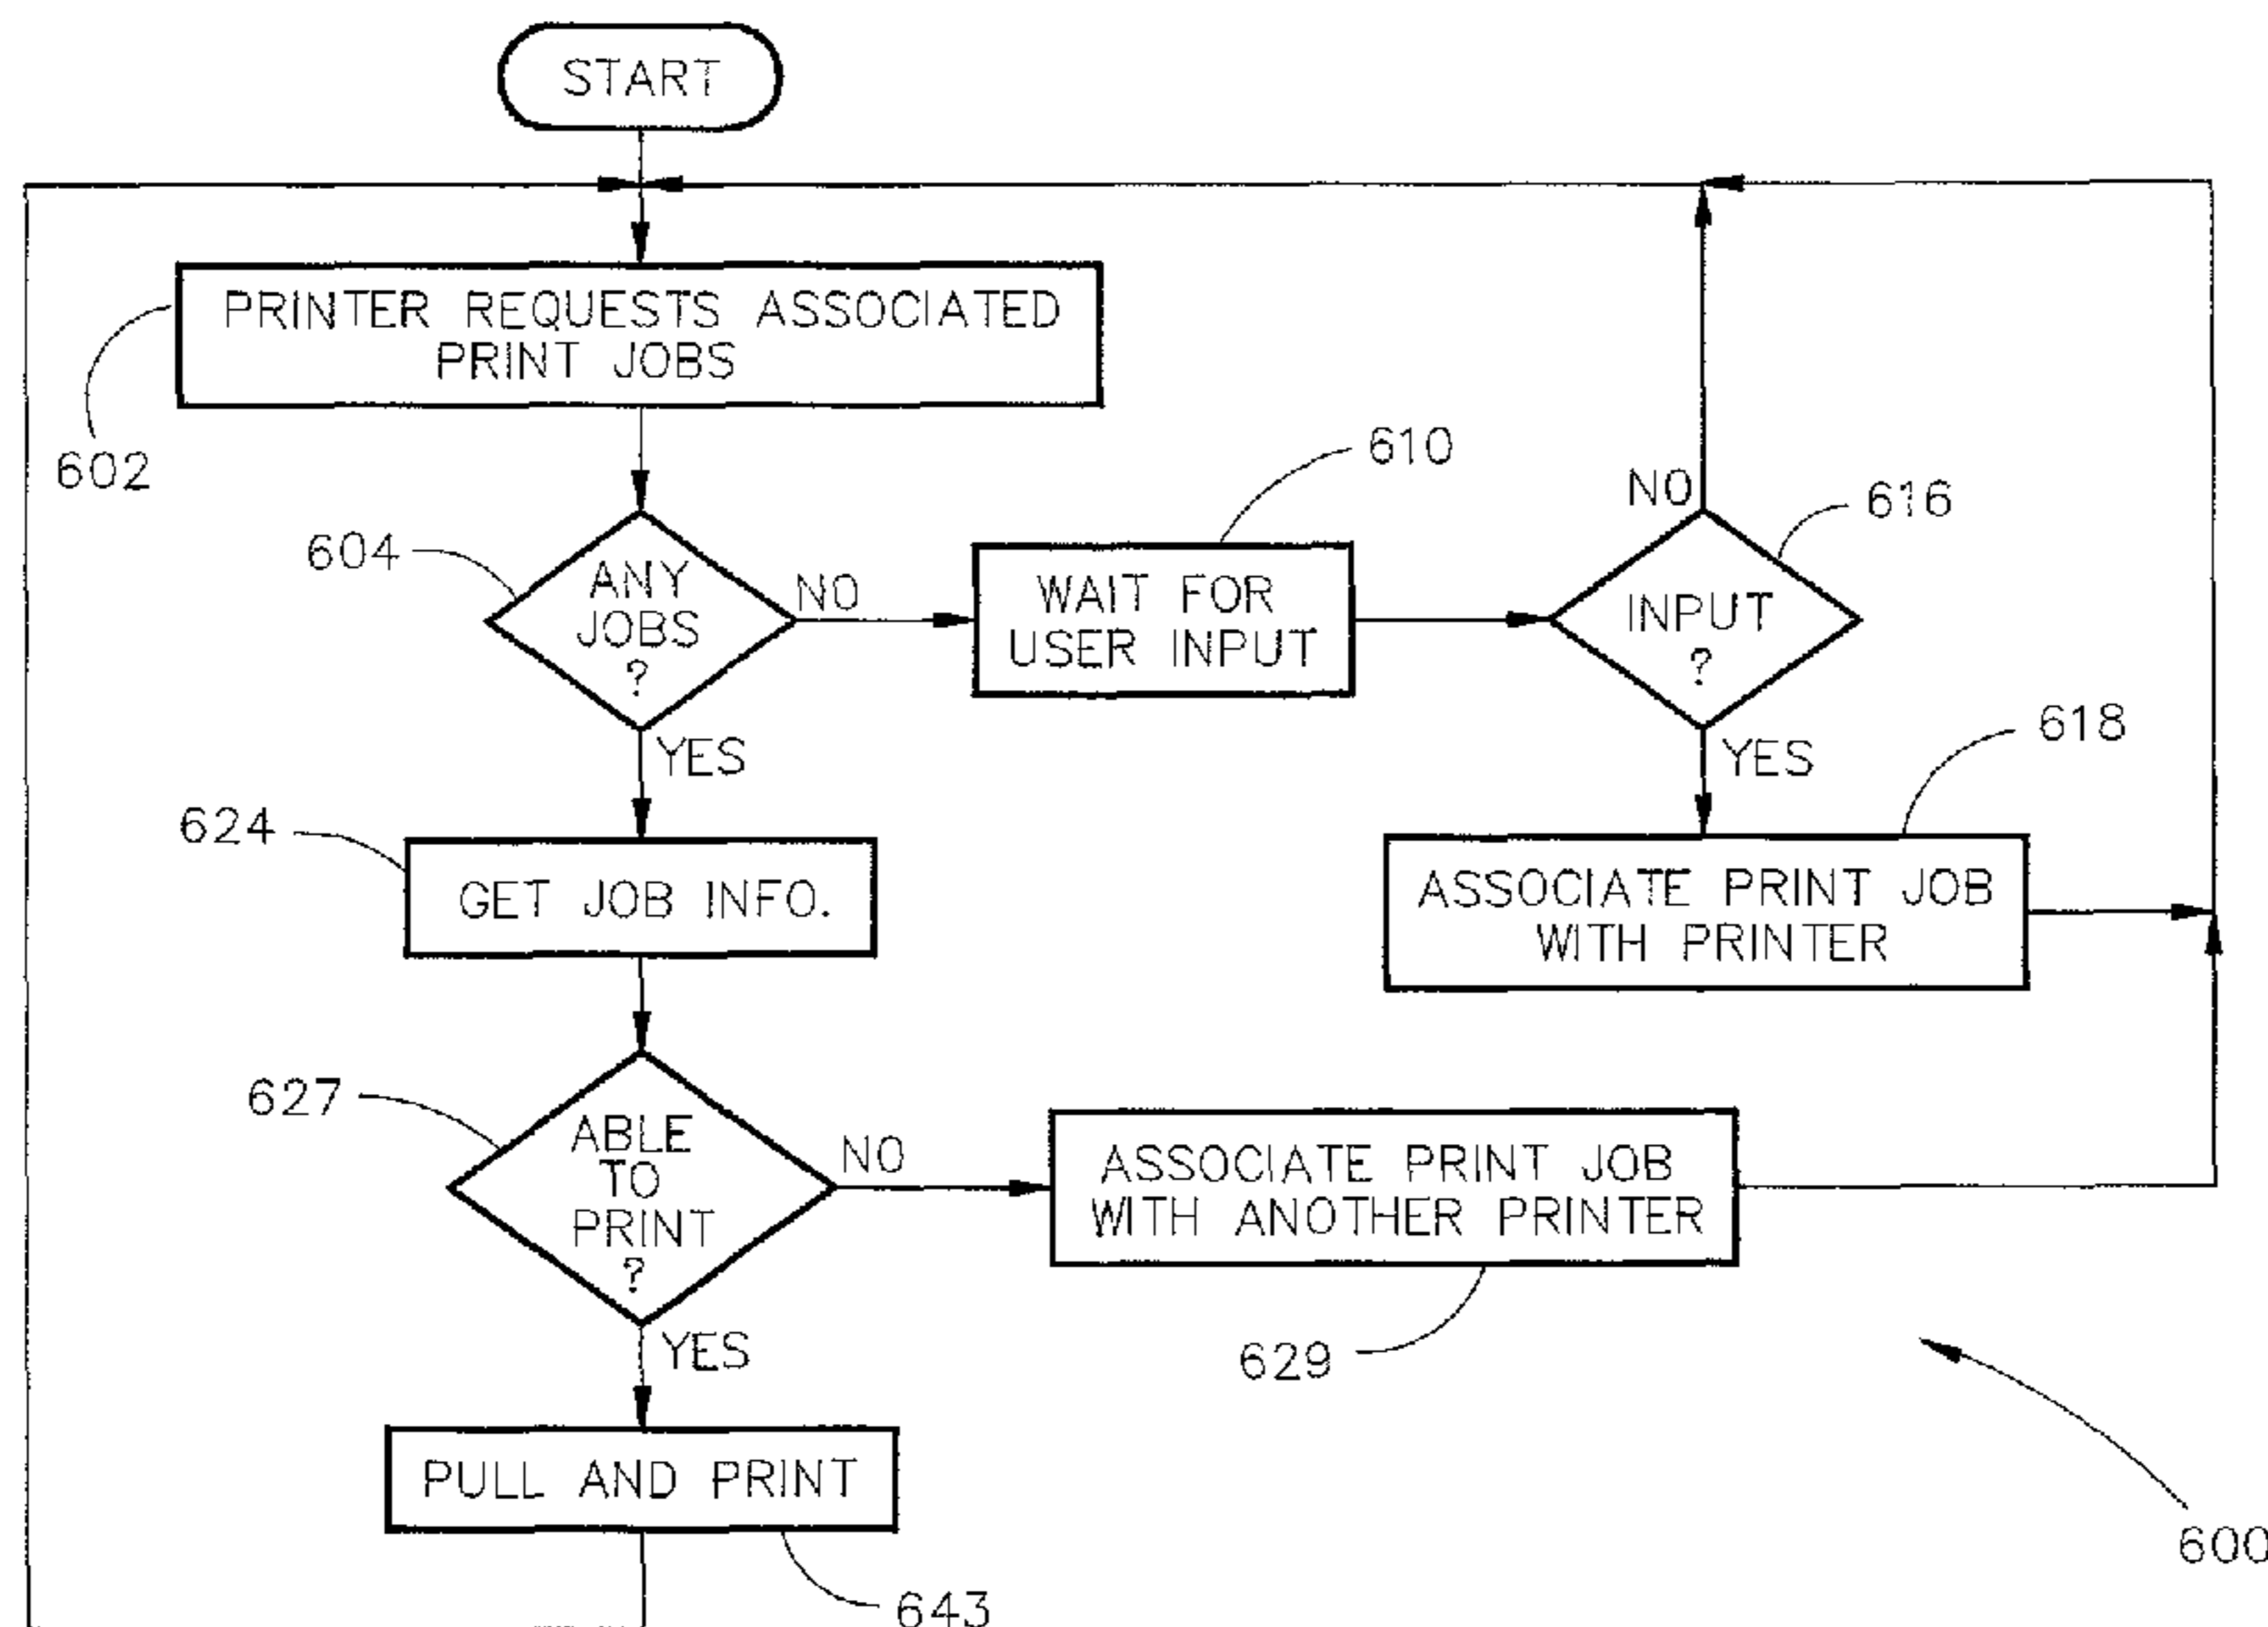 START
PRINTER REQUESTS ASSOCIATED
PRINT JOBS
602
604
ANY
JOBS
?
NO
610
WAIT FOR
USER INPUT
NO
616
INPUT
?
YES
618
ASSOCIATE PRINT JOB
WITH PRINTER
YES
624
GET JOB INFO.
627
ABLE
TO
PRINT
?
NO
ASSOCIATE PRINT JOB
WITH ANOTHER PRINTER
629
YES
PULL AND PRINT
643
600